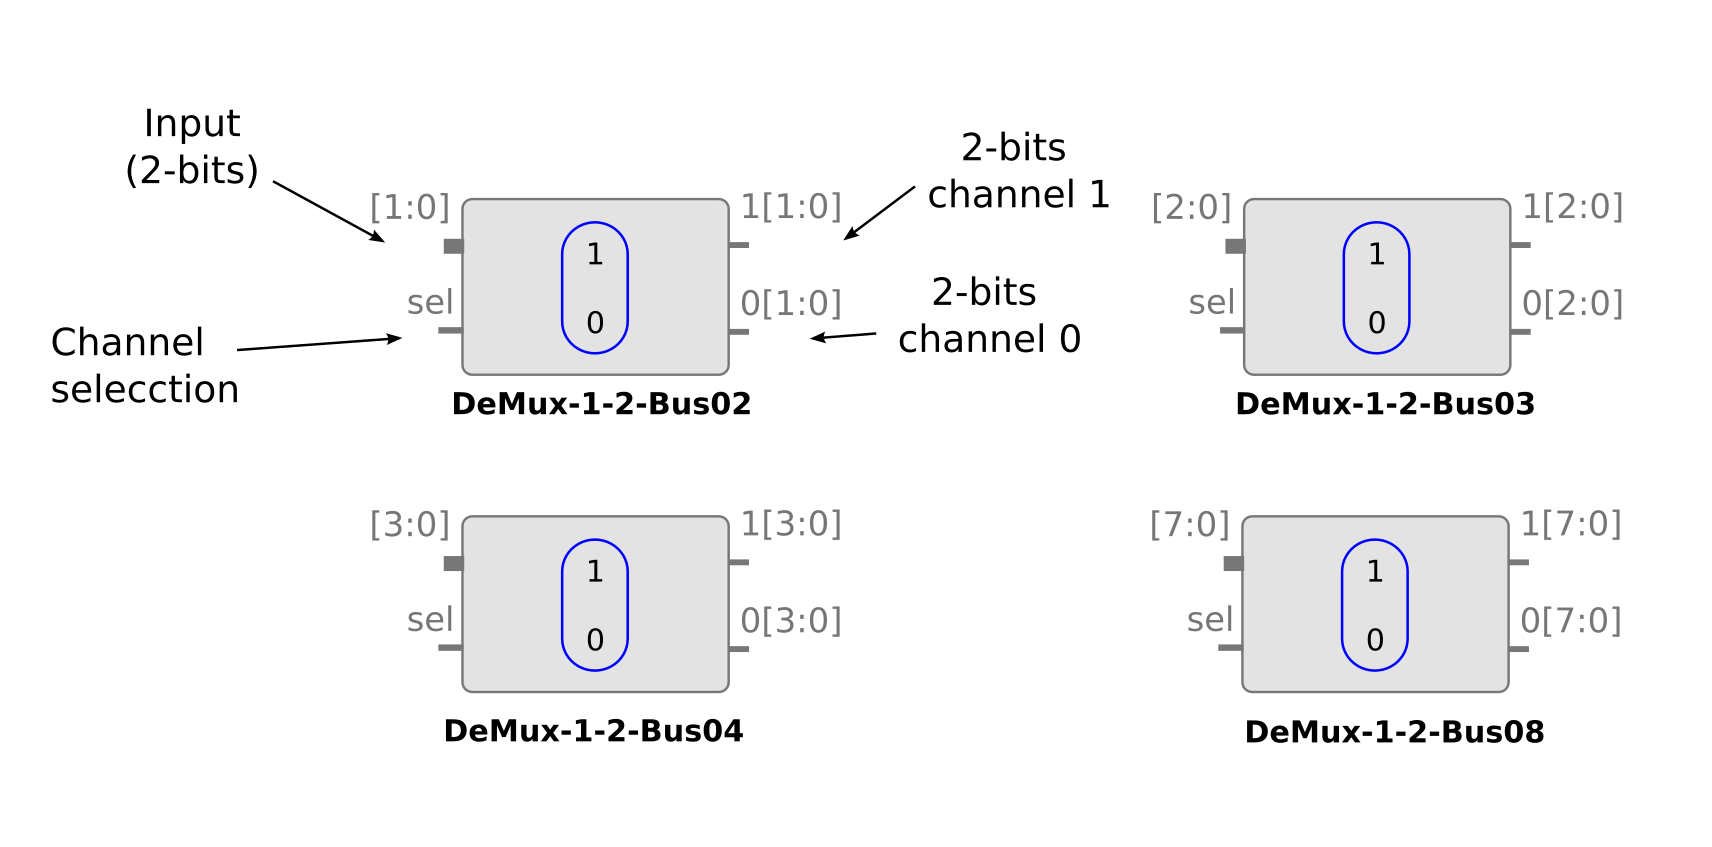 Input
(2-bits)
2-bits
channel 1
[1:0]
1[1:0]
1
0
sel
0[1:0]
2-bits
channel 0
Channel
selecction
DeMux-1-2-Bus02
[2:0]
1[2:0]
1
0
sel
0[2:0]
DeMux-1-2-Bus03
[3:0]
1[3:0]
1
0
sel
0[3:0]
DeMux-1-2-Bus04
[7:0]
1[7:0]
1
0
sel
0[7:0]
DeMux-1-2-Bus08